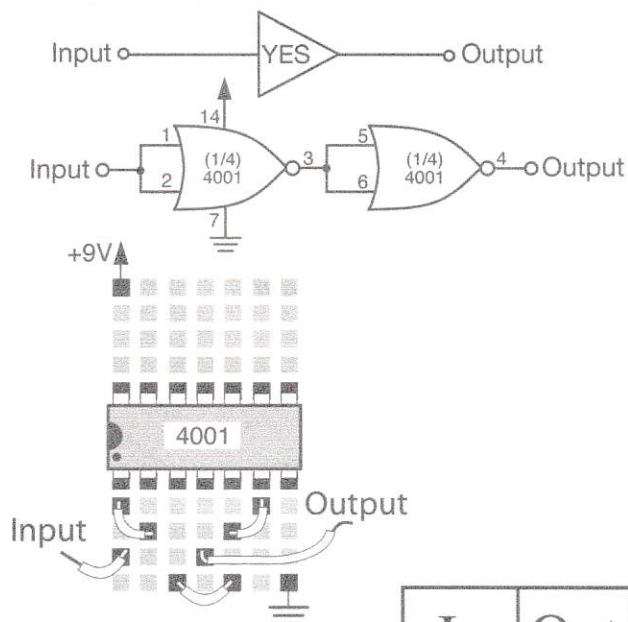 Input YES Output
14
1 (1/4) 3 5 (1/4) 4
Input 2 4001 6 4001 Output
7
+9V
4001
Output
Input